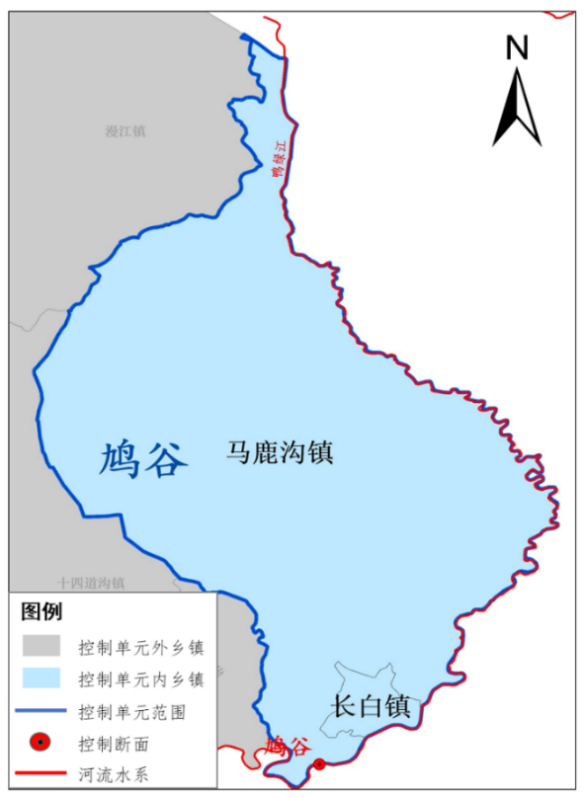 N
漫江镇
鸭绿江
鸠谷
马鹿沟镇
十四道沟镇
图例
控制单元外乡镇
控制单元内乡镇
控制单元范围
控制断面
河流水系
长白镇
鸠谷